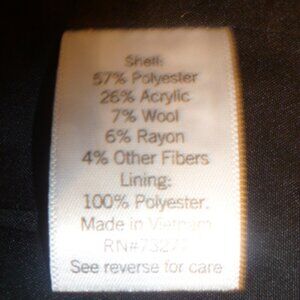 Shell:
57% Polyester
26% Acrylic
7% Wool
6% Rayon
4% Other Fibers
Lining:
100% Polyester.
Made in Vietnam
See reverse for care